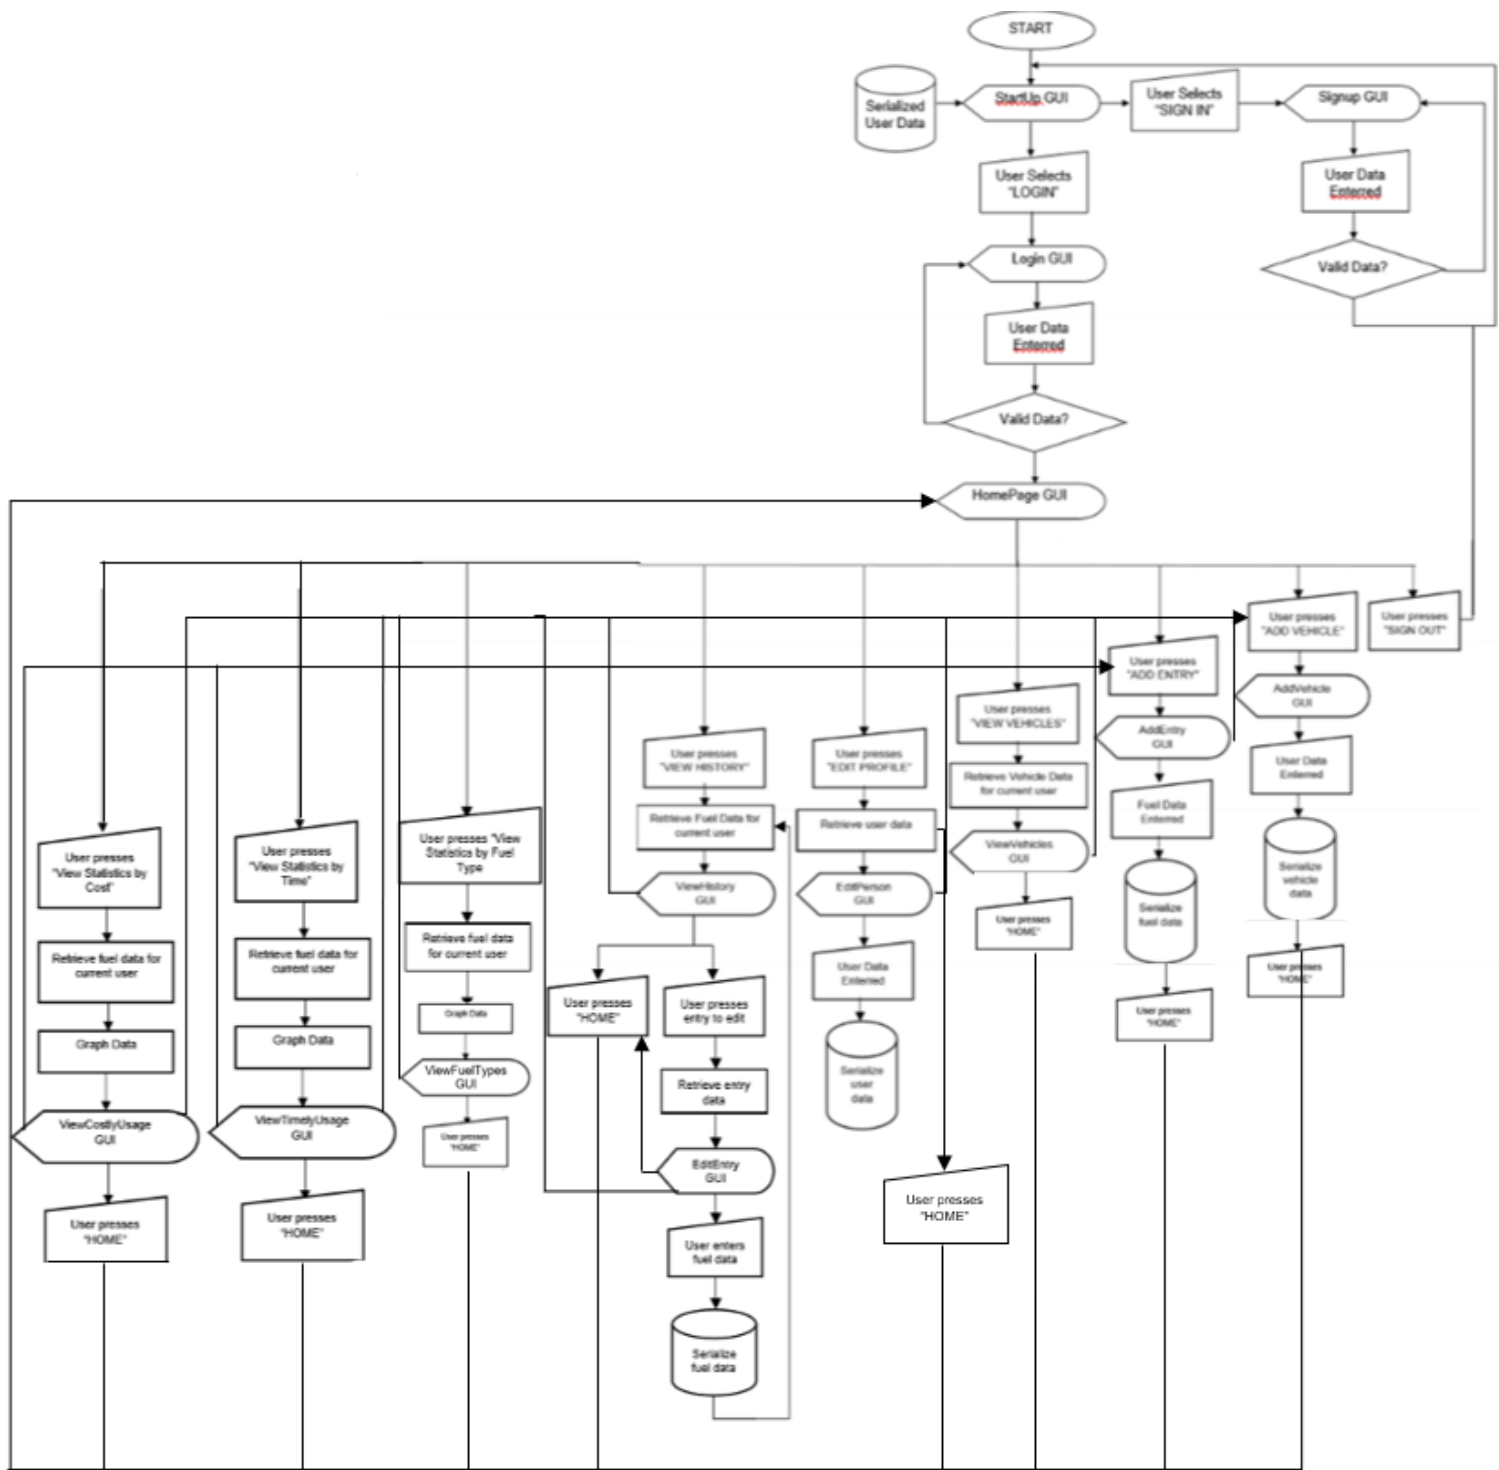 START
Serialized
User Data
StartUp GUI
User Selects
"SIGN IN"
Signup GUI
User Selects
"LOGIN"
User Data
Enterred
Login GUI
Valid Data?
User Data
Enterred
Valid Data?
HomePage GUI
User presses
"ADD VEHICLE"
User presses
"SIGN OUT"
User presses
"ADD ENTRY"
AddVehicle
GUI
User presses
"VIEW VEHICLES"
AddEntry
GUI
User presses
"VIEW HISTORY"
User presses
"EDIT PROFILE"
User Data
Enterred
Retrieve Vehicle Data
for current user
Fuel Data
Enterred
User presses
"View Statistics by
Cost"
User presses
"View Statistics by
Time"
User presses "View
Statistics by Fuel
Type
Retrieve Fuel Data for
current user
Retrieve user data
ViewVehicles
GUI
Serialize
vehicle
data
ViewHistory
GUI
EditPerson
GUI
User presses
"HOME"
Serialize
fuel data
Retrieve fuel data for
current user
Retrieve fuel data for
current user
Retrieve fuel data
for current user
User Data
Enterred
User presses
"HOME"
User presses
"HOME"
User presses
entry to edit
User presses
"HOME"
Graph Data
Graph Data
Graph Data
ViewFuelTypes
GUI
Retrieve entry
data
Serialize
user
data
ViewCostlyUsage
GUI
ViewTimelyUsage
GUI
User presses
"HOME"
EditEntry
GUI
User presses
"HOME"
User presses
"HOME"
User presses
"HOME"
User enters
fuel data
Serialize
fuel data